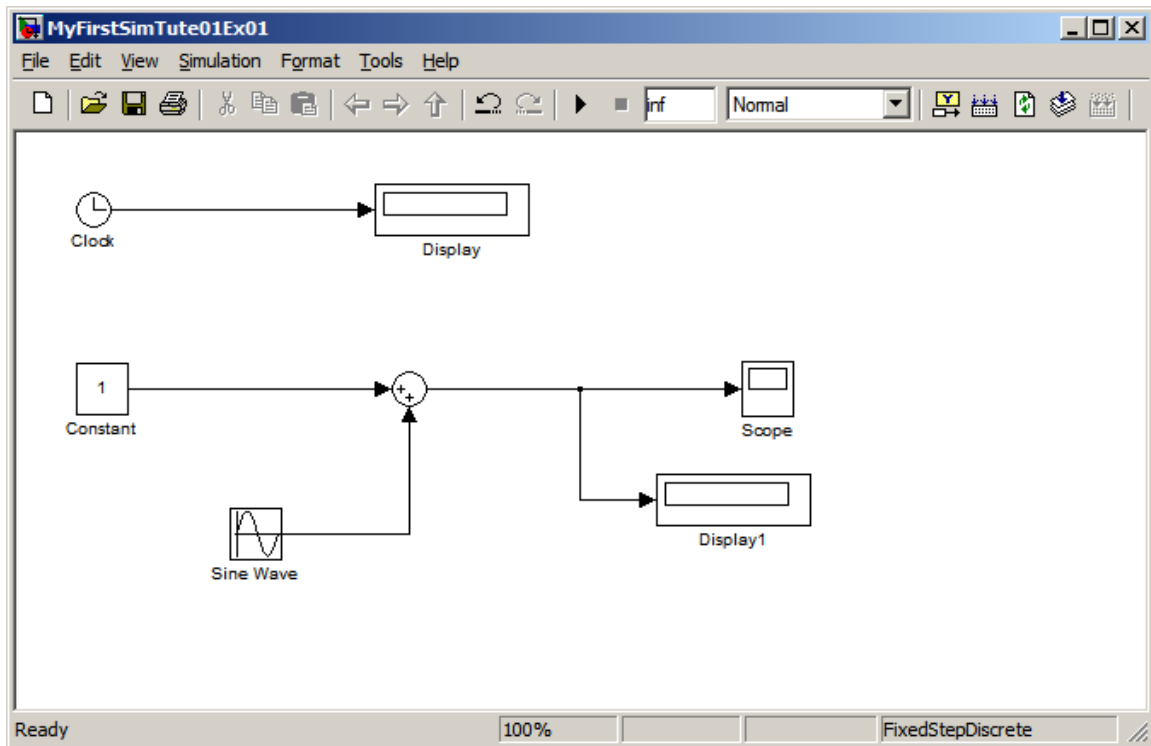 MyFirstSimTute01Ex01
File Edit View Simulation Format Tools Help
inf Normal
Clock
Display
1
Constant
Scope
Display1
Sine Wave
Ready 100% FixedStepDiscrete